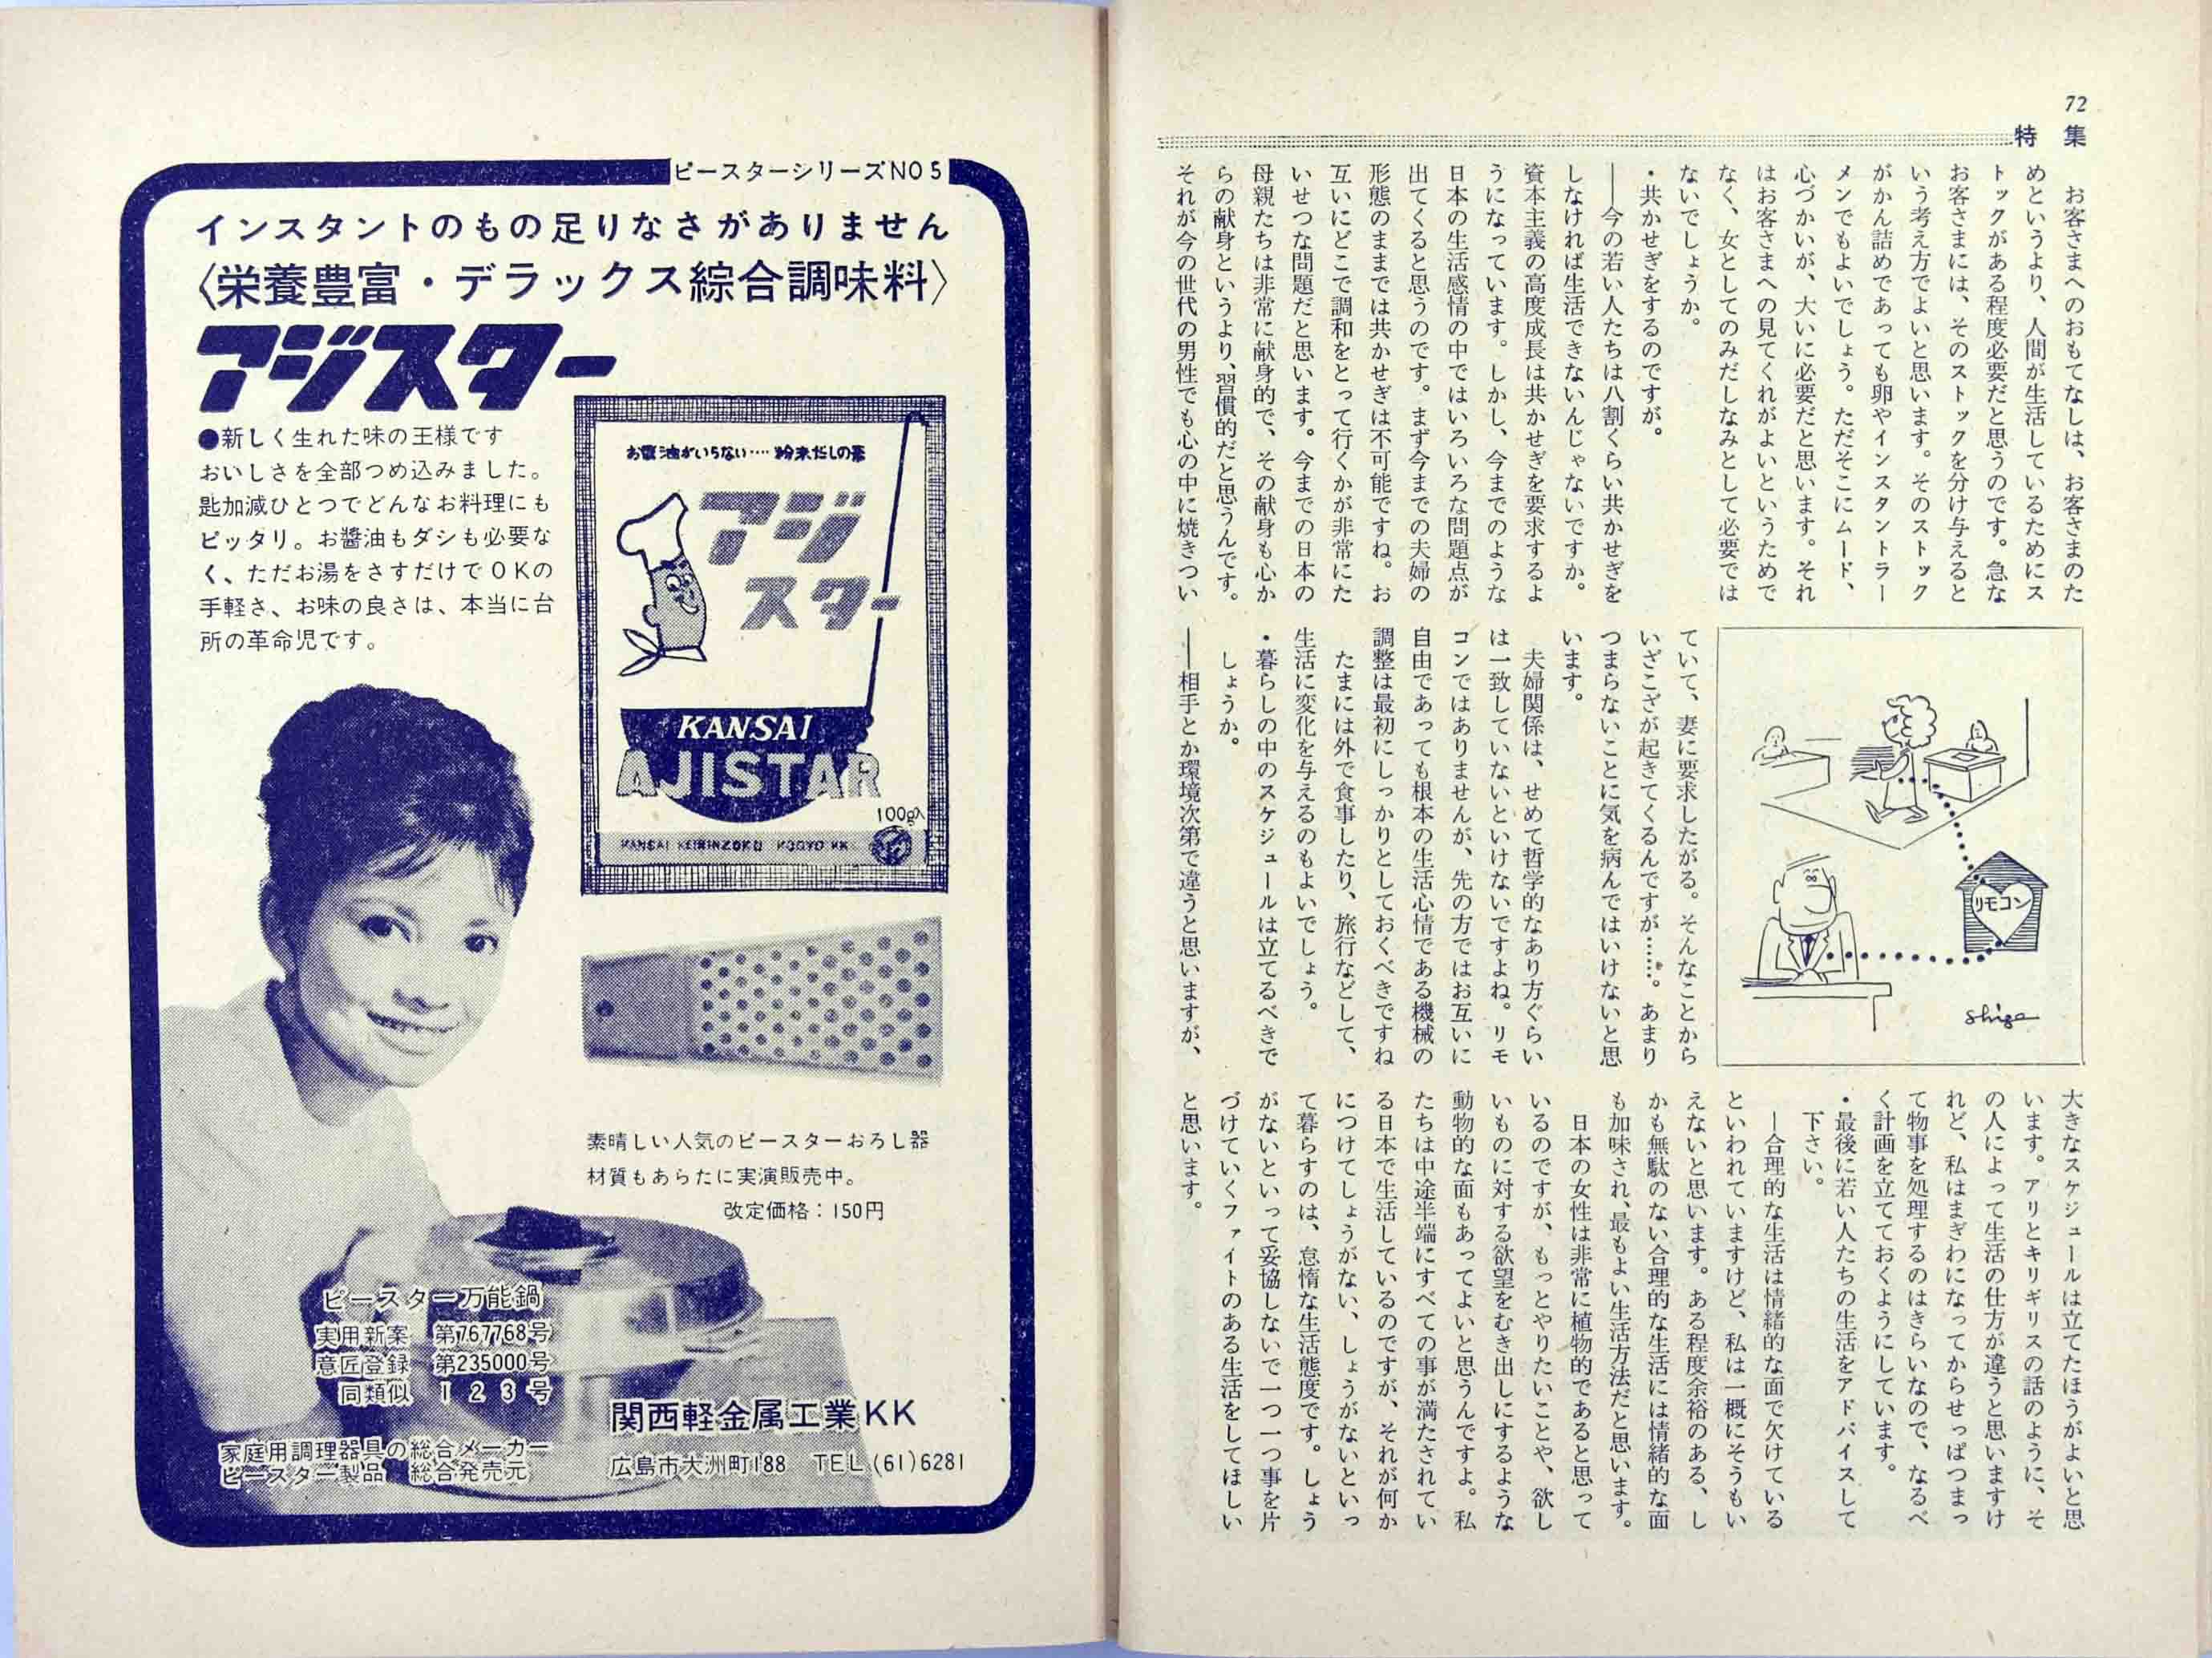 72
特集
お客さまへのおもてなしは、お客さまのた
めというより、人間が生活しているためにス
トックがある程度必要だと思うのです。急な
お客さまには、そのストックを分け与えると
いう考え方でよいと思います。そのストック
がかん詰めであっても卵やインスタントラー
メンでもよいでしょう。ただそこにムード、
心づかいが、大いに必要だと思います。それ
はお客さまへの見てくれがよいというためで
なく、女としてのみだしなみとして必要では
ないでしょうか。
・共かせぎをするのですが。
――今の若い人たちは八割くらい共かせぎを
しなければ生活できないんじゃないですか。
資本主義の高度成長は共かせぎを要求するよ
うになっています。しかし、今までのような
日本の生活感情の中ではいろいろな問題点が
出てくると思うのです。まず今までの夫婦の
形態のままでは共かせぎは不可能ですね。お
互いにどこで調和をとって行くかが非常にた
いせつな問題だと思います。今までの日本の
母親たちは非常に献身的で、その献身も心か
らの献身というより、習慣的だと思うんです。
それが今の世代の男性でも心の中に焼きつい
ていて、妻に要求したがる。そんなことから
いざこざが起きてくるんですが……。あまり
つまらないことに気を病んではいけないと思
います。
夫婦関係は、せめて哲学的なあり方ぐらい
は一致していないといけないですよね。リモ
コンではありませんが、先の方ではお互いに
自由であっても根本の生活心情である機械の
調整は最初にしっかりとしておくべきですね
たまには外で食事したり、旅行などして、
生活に変化を与えるのもよいでしょう。
・暮らしの中のスケジュールは立てるべきで
しょうか。
――相手とか環境次第で違うと思いますが、
リモコン
Shiga
大きなスケジュールは立てたほうがよいと思
います。アリとキリギリスの話のように、そ
の人によって生活の仕方が違うと思いますけ
れど、私はまぎわになってからせっぱつまっ
て物事を処理するのはきらいなので、なるべ
く計画を立てておくようにしています。
・最後に若い人たちの生活をアドバイスして
下さい。
―合理的な生活は情緒的な面で欠けている
といわれていますけど、私は一概にそうもい
えないと思います。ある程度余裕のある、し
かも無駄のない合理的な生活には情緒的な面
も加味され、最もよい生活方法だと思います。
日本の女性は非常に植物的であると思って
いるのですが、もっとやりたいことや、欲し
いものに対する欲望をむき出しにするような
動物的な面もあってよいと思うんですよ。私
たちは中途半端にすべての事が満たされてい
る日本で生活しているのですが、それが何か
につけてしょうがない、しょうがないといっ
て暮らすのは、怠惰な生活態度です。しょう
がないといって妥協しないで一つ一つ事を片
づけていくファイトのある生活をしてほしい
と思います。
ピースターシリーズNO5
インスタントのもの足りなさがありません
〈栄養豊富・デラックス綜合調味料〉
アジスター
●新しく生れた味の王様です
おいしさを全部つめ込みました。
匙加減ひとつでどんなお料理にも
ピッタリ。お醬油もダシも必要な
く、ただお湯をさすだけでOKの
手軽さ、お味の良さは、本当に台
所の革命児です。
お醬油がいらない‥‥粉末だしの素
アジ
スター
KANSAI
AJISTAR
100g入
KANSAI KEIKINZOKU KOGYO KK
素晴しい人気のピースターおろし器
材質もあらたに実演販売中。
改定価格：150円
ピースター万能鍋
実用新案 第767768号
意匠登録 第235000号
同類似 1 2 3 号
家庭用調理器具の総合メーカー
ピースター製品 総合発売元
関西軽金属工業KK
広島市大洲町188 TEL (61)6281